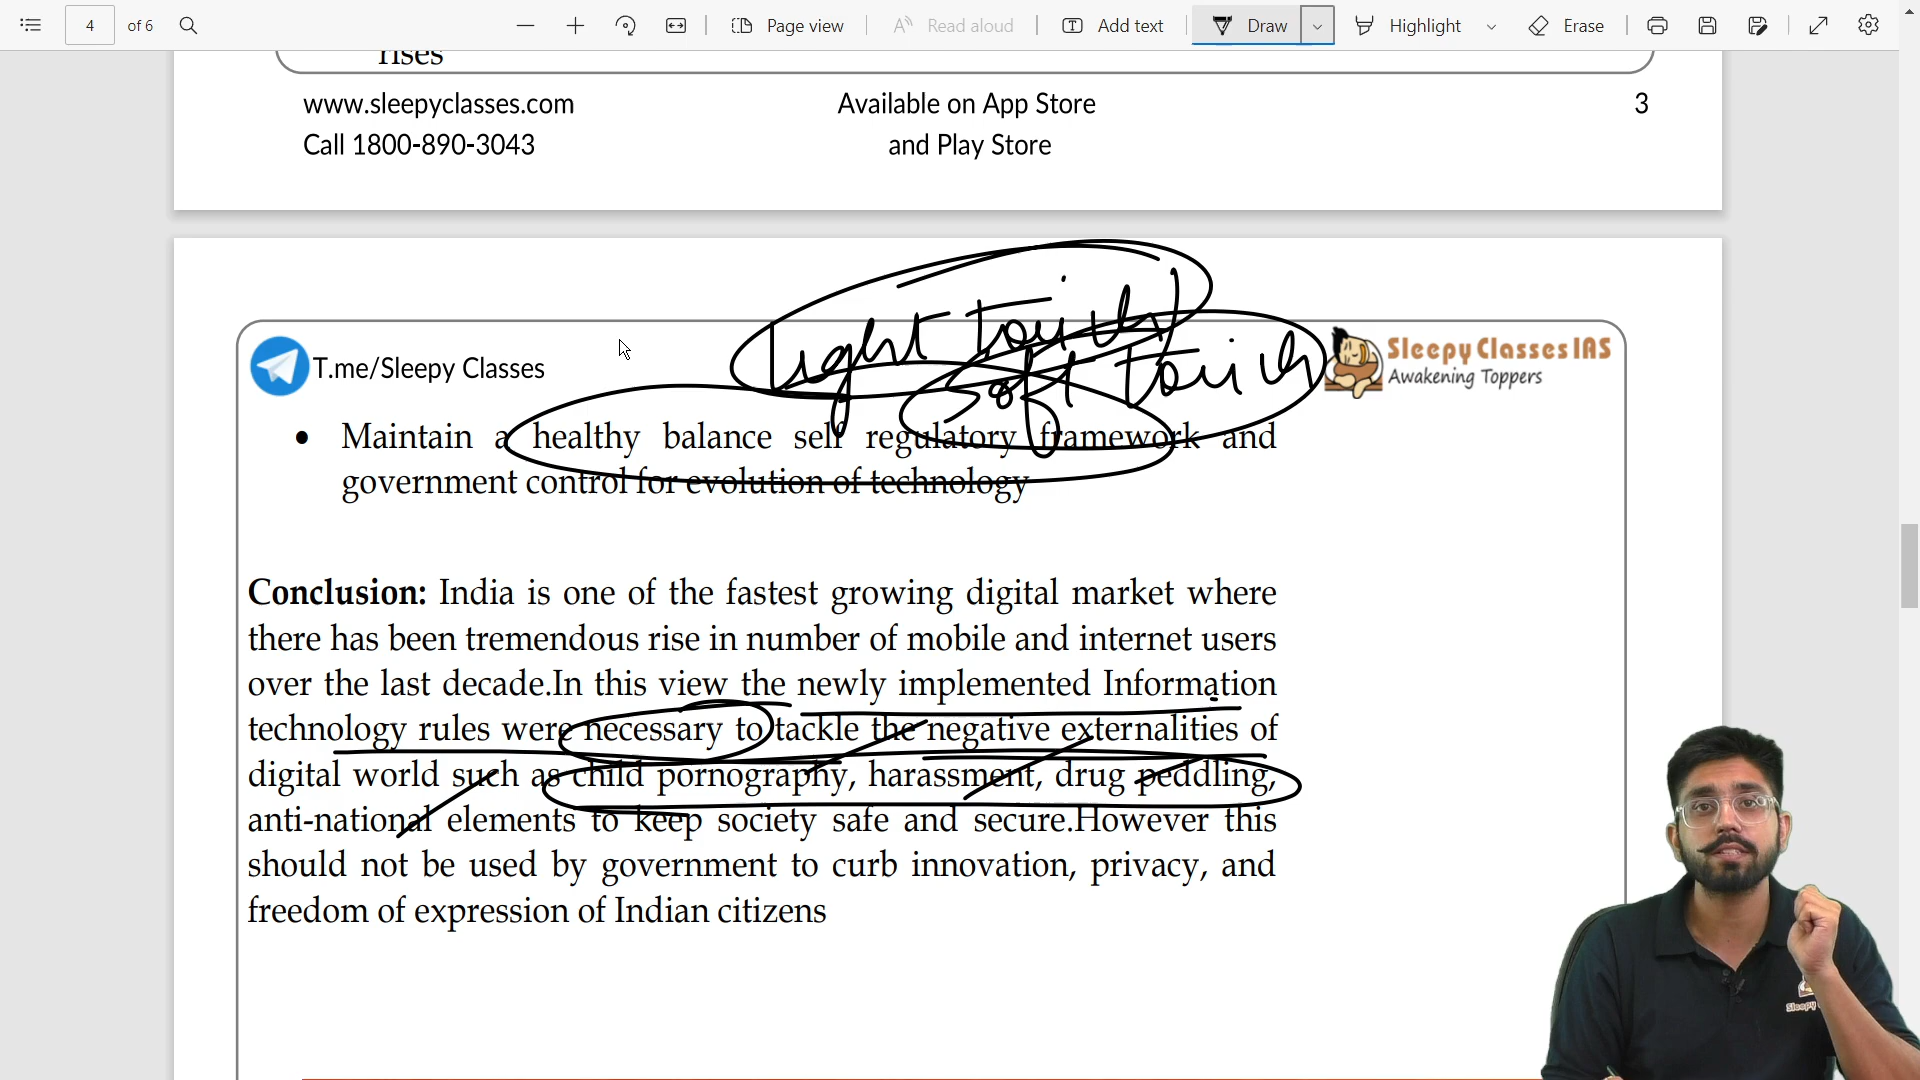 4 of 6 Page view Read aloud Add text Draw Highlight Erase
rises
www.sleepyclasses.com Available on App Store 3
Call 1800-890-3043 and Play Store
Light touch
soft touch
T.me/Sleepy Classes
Sleepy Classes IAS
Awakening Toppers
• Maintain a healthy balance self regulatory framework and
government control for evolution of technology
Conclusion: India is one of the fastest growing digital market where
there has been tremendous rise in number of mobile and internet users
over the last decade.In this view the newly implemented Information
technology rules were necessary to tackle the negative externalities of
digital world such as child pornography, harassment, drug peddling,
anti-national elements to keep society safe and secure.However this
should not be used by government to curb innovation, privacy, and
freedom of expression of Indian citizens